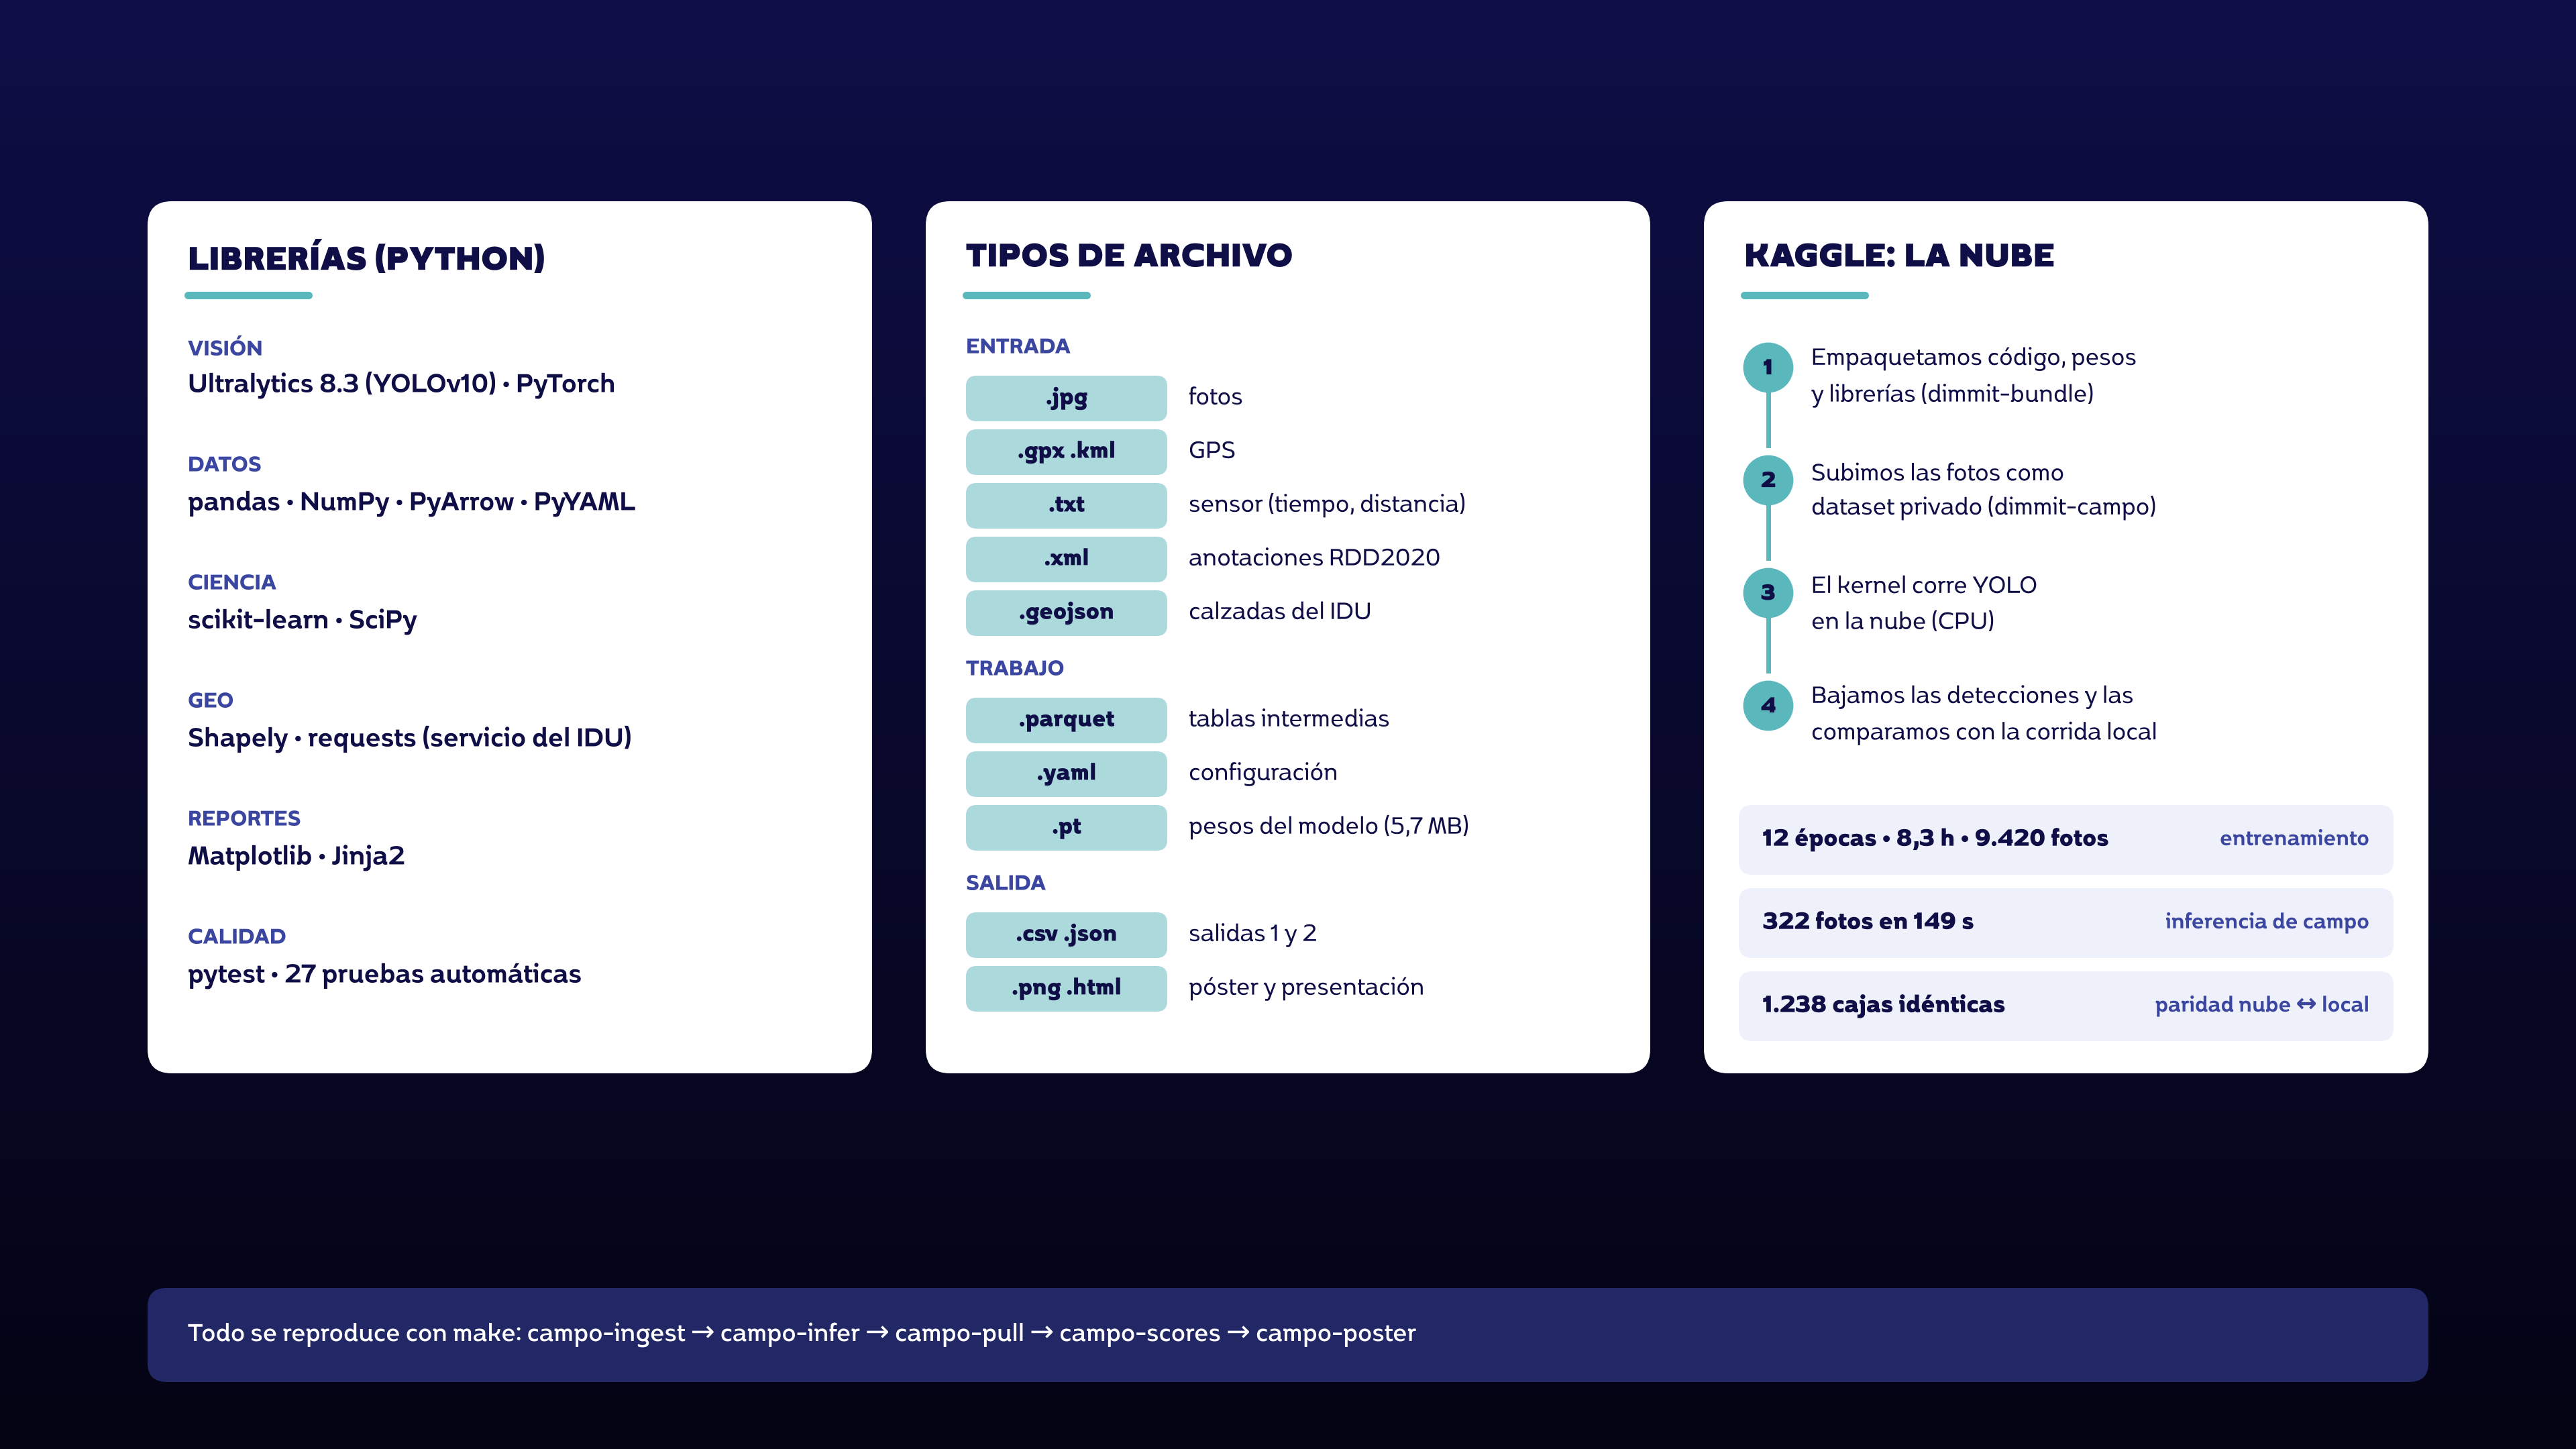 LIBRERÍAS (PYTHON)
VISIÓN
Ultralytics 8.3 (YOLOv10) • PyTorch
DATOS
pandas • NumPy • PyArrow • PyYAML
CIENCIA
scikit-learn • SciPy
GEO
Shapely • requests (servicio del IDU)
REPORTES
Matplotlib • Jinja2
CALIDAD
pytest • 27 pruebas automáticas
TIPOS DE ARCHIVO
ENTRADA
.jpg fotos
.gpx .kml GPS
.txt sensor (tiempo, distancia)
.xml anotaciones RDD2020
.geojson calzadas del IDU
TRABAJO
.parquet tablas intermedias
.yaml configuración
.pt pesos del modelo (5,7 MB)
SALIDA
.csv .json salidas 1 y 2
.png .html póster y presentación
KAGGLE: LA NUBE
1 Empaquetamos código, pesos
y librerías (dimmit-bundle)
2 Subimos las fotos como
dataset privado (dimmit-campo)
3 El kernel corre YOLO
en la nube (CPU)
4 Bajamos las detecciones y las
comparamos con la corrida local
12 épocas • 8,3 h • 9.420 fotos entrenamiento
322 fotos en 149 s inferencia de campo
1.238 cajas idénticas paridad nube ↔ local
Todo se reproduce con make: campo-ingest → campo-infer → campo-pull → campo-scores → campo-poster